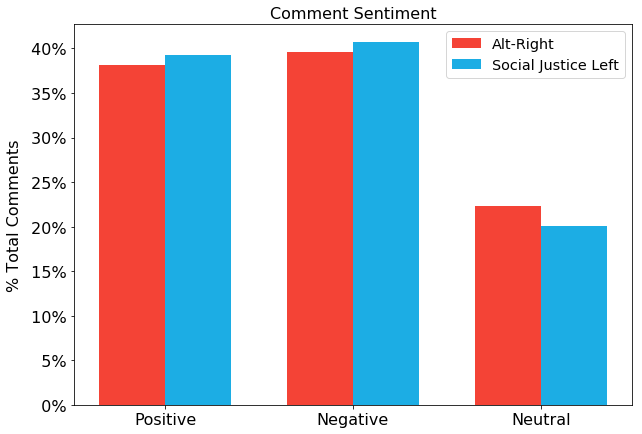 Comment Sentiment
Alt-Right
Social Justice Left
% Total Comments
40%
35%
30%
25%
20%
15%
10%
5%
0%
Positive
Negative
Neutral